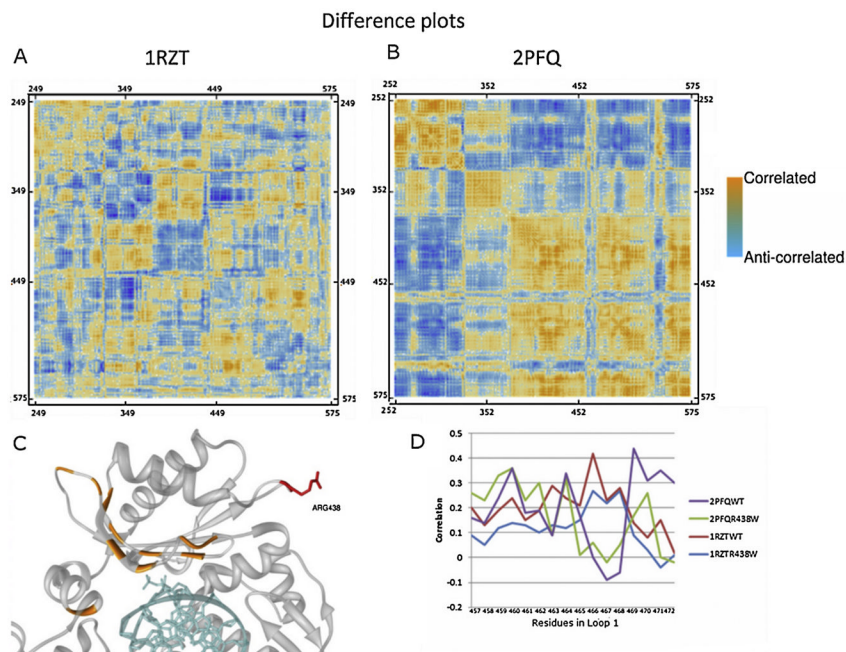 Difference plots
A
1RZT
B
2PFQ
249 349 449 575
249 249
349 349
449 449
575 575
249 349 449 575
252 352 452 575
252 252
352 352
452 452
575 575
252 352 452 575
Correlated
Anti-correlated
C
ARG438
D
0.5
0.4
0.3
0.2
0.1
0
-0.1
-0.2
Correlation
457 458 459 460 461 462 463 464 465 466 467 468 469 470 471 472
Residues in Loop 1
2PFQWT
2PFQR438W
1RZTWT
1RZTR438W